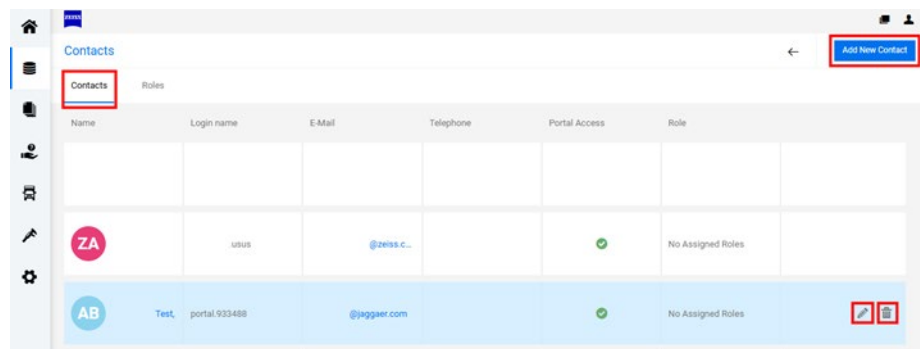 ZEISS
Contacts
Add New Contact
Contacts Roles
Name Login name E-Mail Telephone Portal Access Role
ZA usus @zeiss.c... No Assigned Roles
AB Test, portal.933488 @jaggaer.com No Assigned Roles